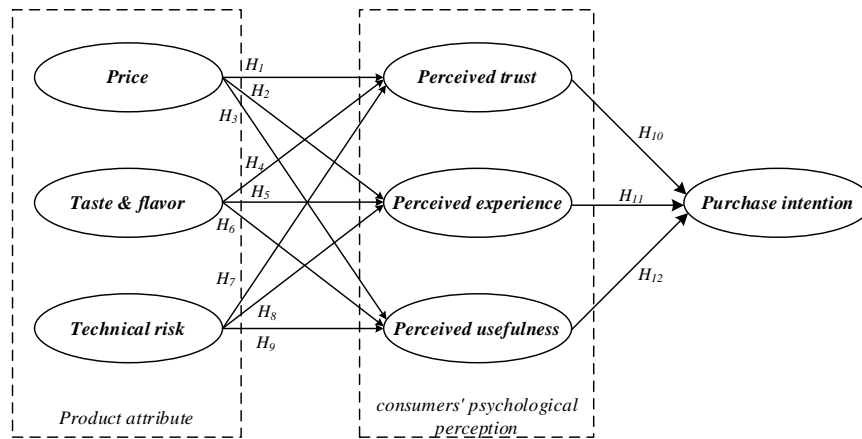 Price
H1
H2
H3
Perceived trust
H10
Taste & flavor
H4
H5
H6
Perceived experience
H11
Purchase intention
Technical risk
H7
H8
H9
Perceived usefulness
H12
Product attribute
consumers' psychological
perception